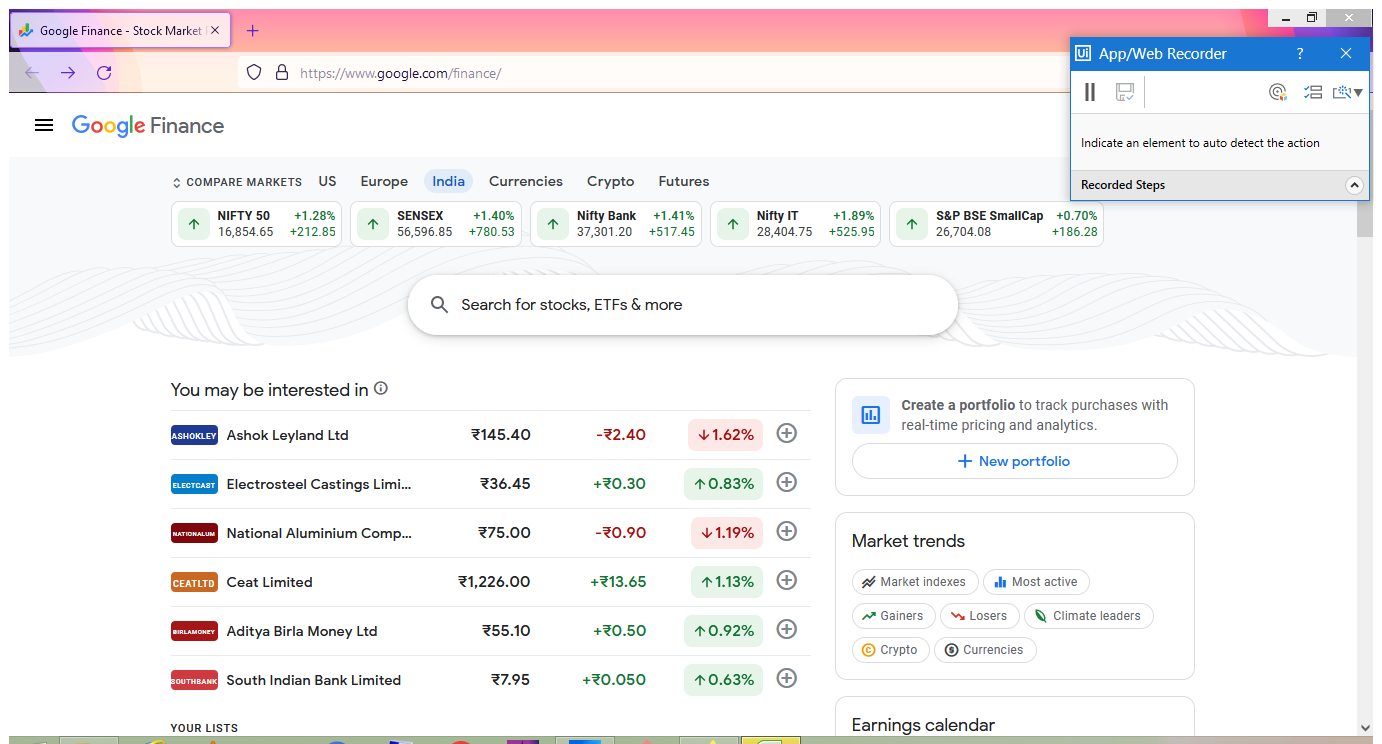 Google Finance - Stock Market
https://www.google.com/finance/
Ui App/Web Recorder ?
Indicate an element to auto detect the action
Recorded Steps
Google Finance
COMPARE MARKETS US Europe India Currencies Crypto Futures
NIFTY 50 +1.28% SENSEX +1.40% Nifty Bank +1.41% Nifty IT +1.89% S&P BSE SmallCap +0.70%
16,854.65 +212.85 56,596.85 +780.53 37,301.20 +517.45 28,404.75 +525.95 26,704.08 +186.28
Search for stocks, ETFs & more
You may be interested in
ASHOKLEY Ashok Leyland Ltd ₹145.40 -₹2.40 ↓1.62%
ELECTCAST Electrosteel Castings Limi... ₹36.45 +₹0.30 ↑0.83%
NATIONALUM National Aluminium Comp... ₹75.00 -₹0.90 ↓1.19%
CEATLTD Ceat Limited ₹1,226.00 +₹13.65 ↑1.13%
BIRLAMONEY Aditya Birla Money Ltd ₹55.10 +₹0.50 ↑0.92%
SOUTHBANK South Indian Bank Limited ₹7.95 +₹0.050 ↑0.63%
YOUR LISTS
Create a portfolio to track purchases with
real-time pricing and analytics.
+ New portfolio
Market trends
Market indexes Most active
Gainers Losers Climate leaders
Crypto Currencies
Earnings calendar